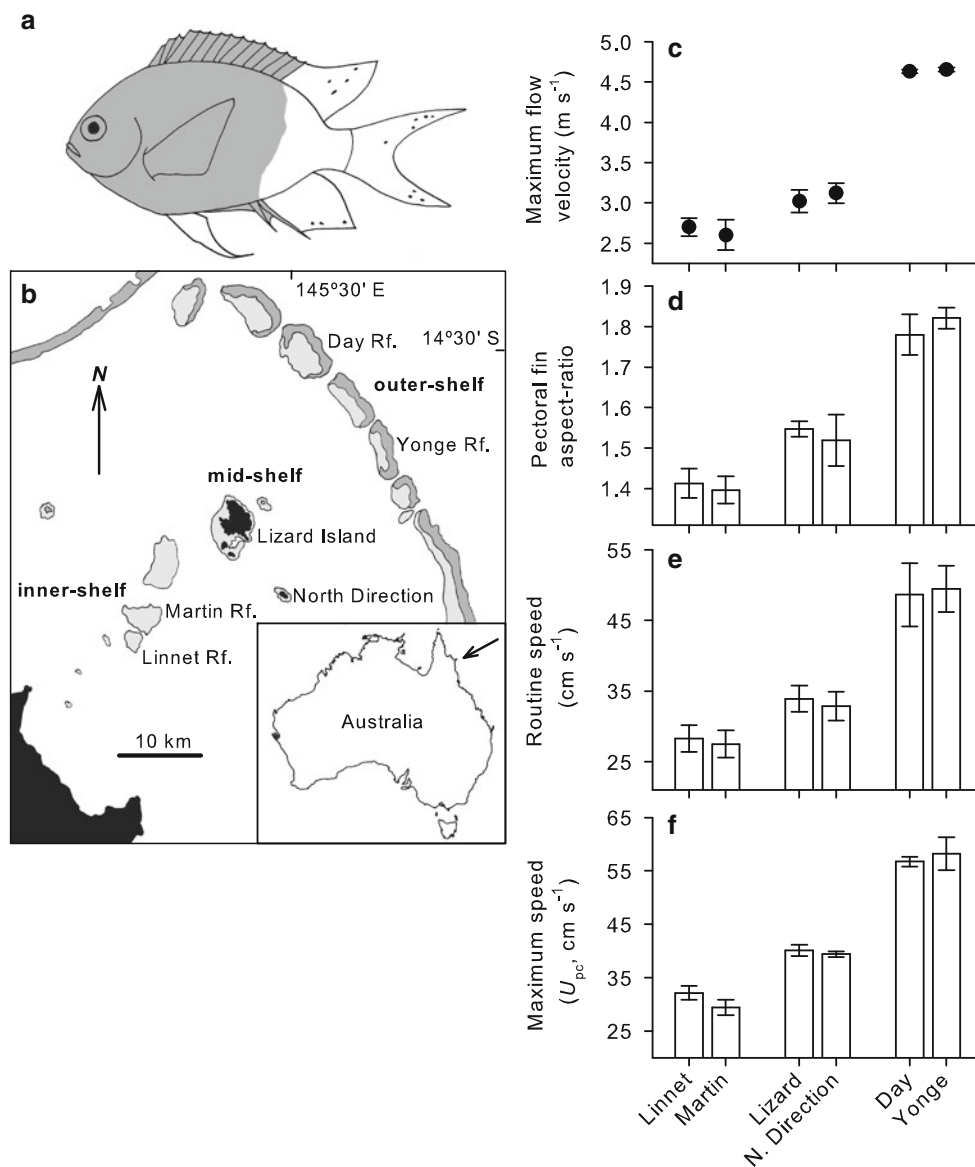 a
b
145º30' E
Day Rf.
14º30' S
N
outer-shelf
Yonge Rf.
mid-shelf
Lizard Island
inner-shelf
North Direction
Martin Rf.
Linnet Rf.
Australia
10 km
c
Maximum flow
velocity (m s⁻¹)
5.0
4.5
4.0
3.5
3.0
2.5
d
Pectoral fin
aspect-ratio
1.9
1.8
1.7
1.6
1.5
1.4
e
Routine speed
(cm s⁻¹)
55
45
35
25
f
Maximum speed
(Upc, cm s⁻¹)
65
55
45
35
25
Linnet
Martin
Lizard
N. Direction
Day
Yonge